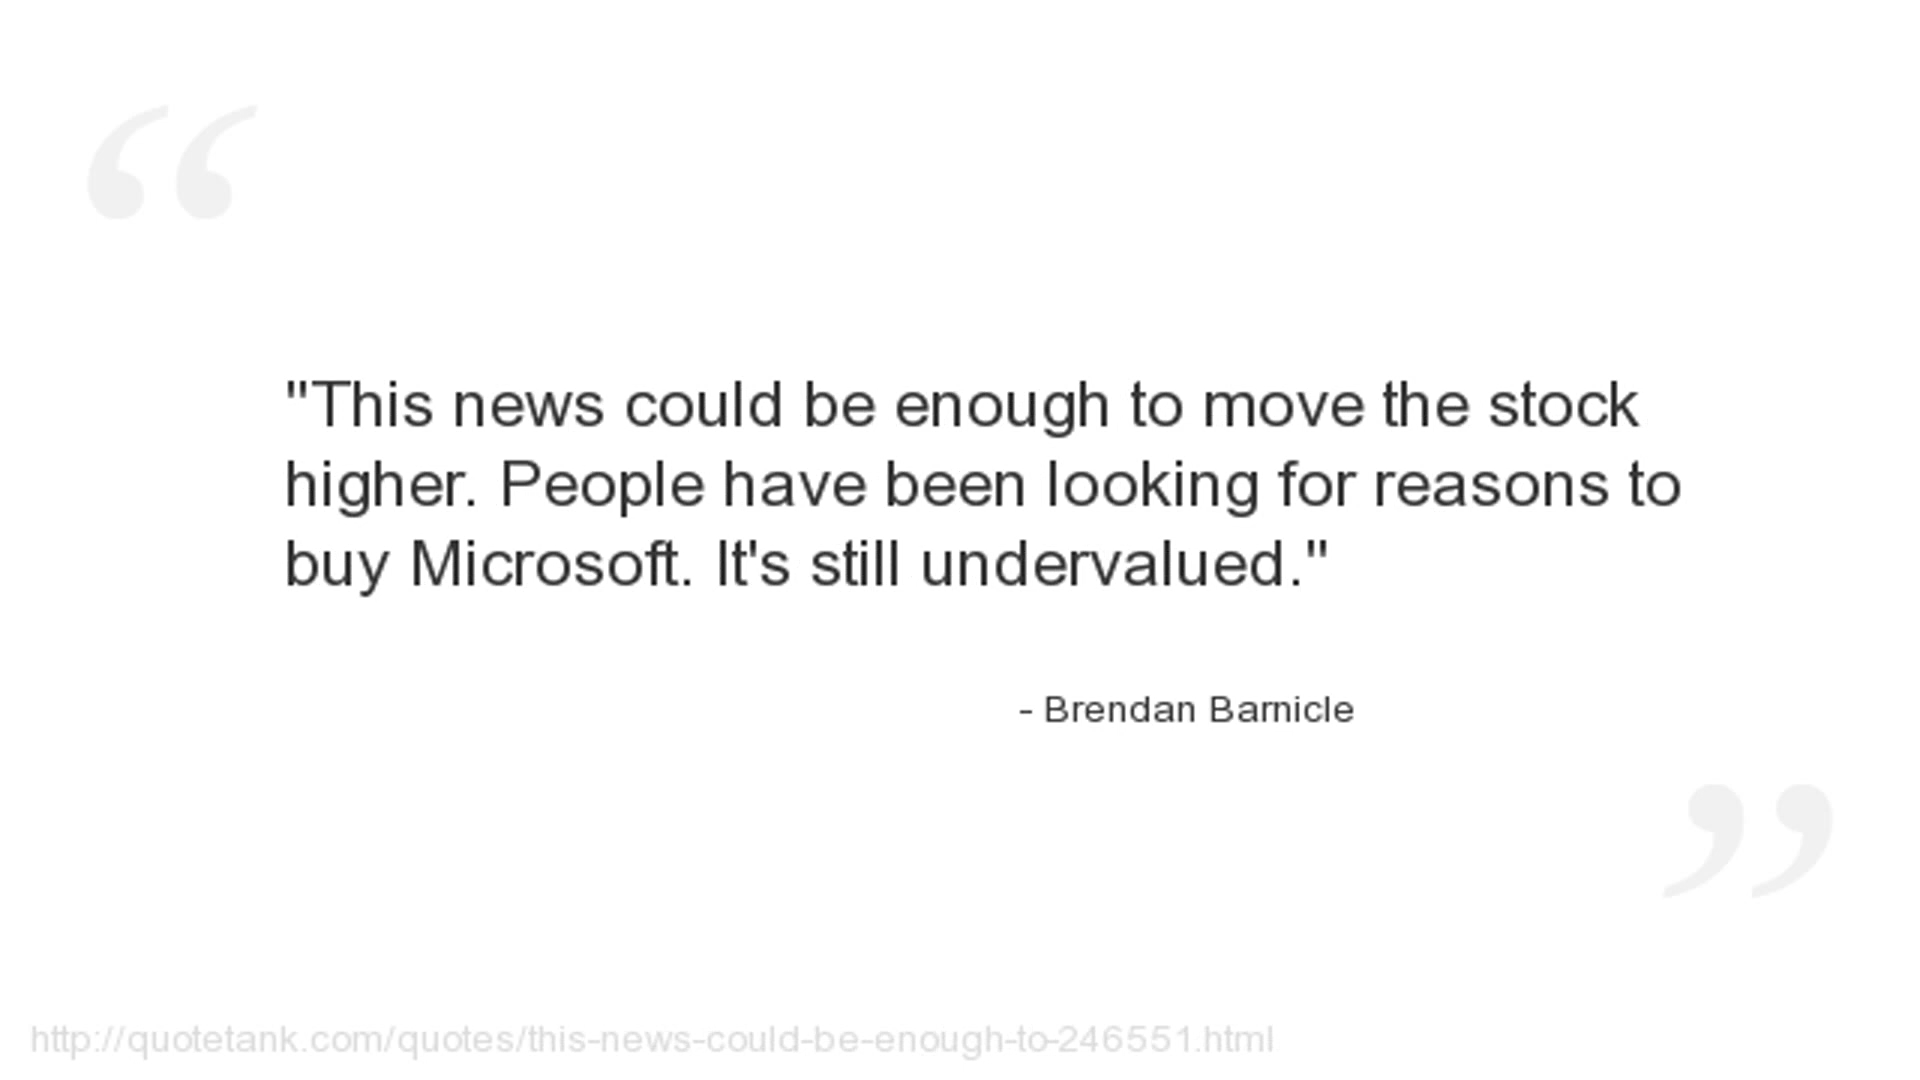 "This news could be enough to move the stock
higher. People have been looking for reasons to
buy Microsoft. It's still undervalued."
- Brendan Barnicle
http://quotetank.com/quotes/this-news-could-be-enough-to-246551.html